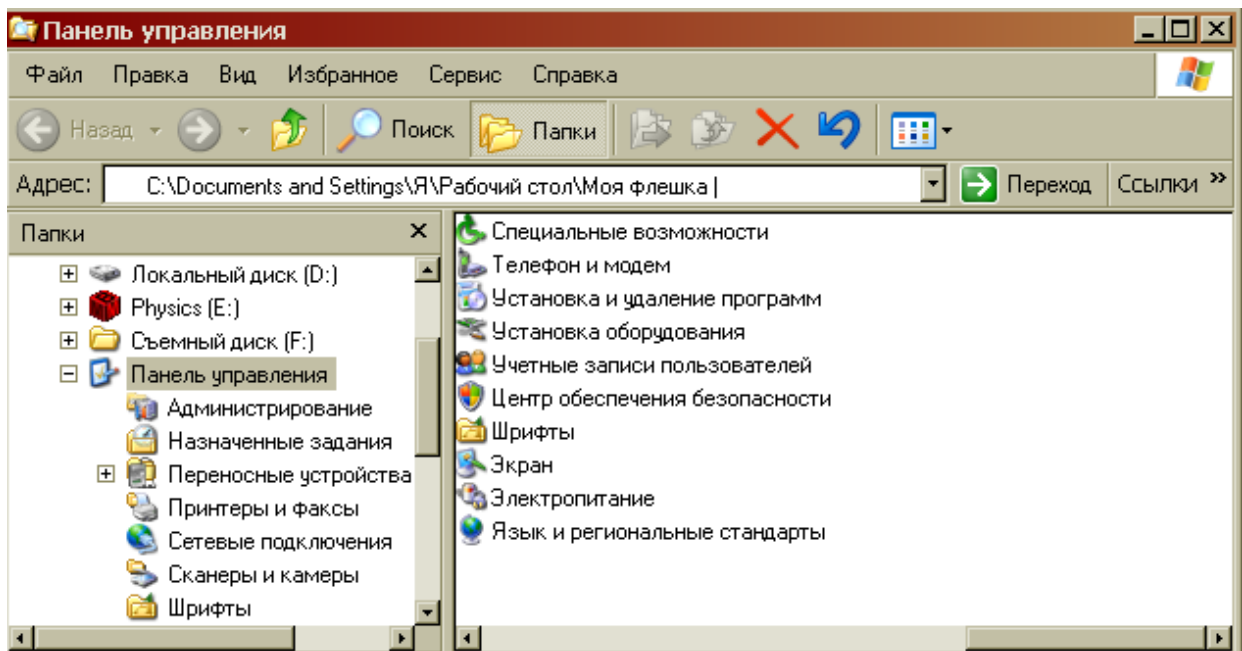 Панель управления
Файл Правка Вид Избранное Сервис Справка
Назад Поиск Папки
Адрес: C:\Documents and Settings\Я\Рабочий стол\Моя флешка Переход Ссылки »
Папки
Локальный диск (D:)
Physics (E:)
Съемный диск (F:)
Панель управления
Администрирование
Назначенные задания
Переносные устройства
Принтеры и факсы
Сетевые подключения
Сканеры и камеры
Шрифты
Специальные возможности
Телефон и модем
Установка и удаление программ
Установка оборудования
Учетные записи пользователей
Центр обеспечения безопасности
Шрифты
Экран
Электропитание
Язык и региональные стандарты